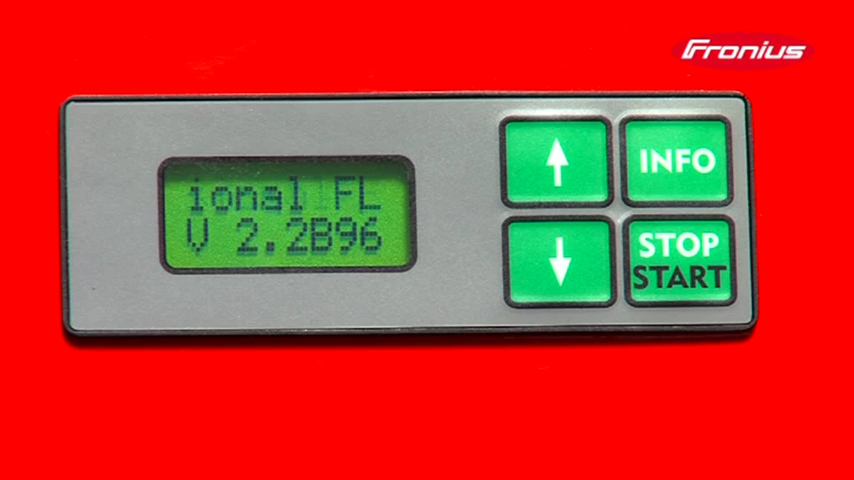 Fronius
ional FL
V 2.2B96
INFO
STOP
START